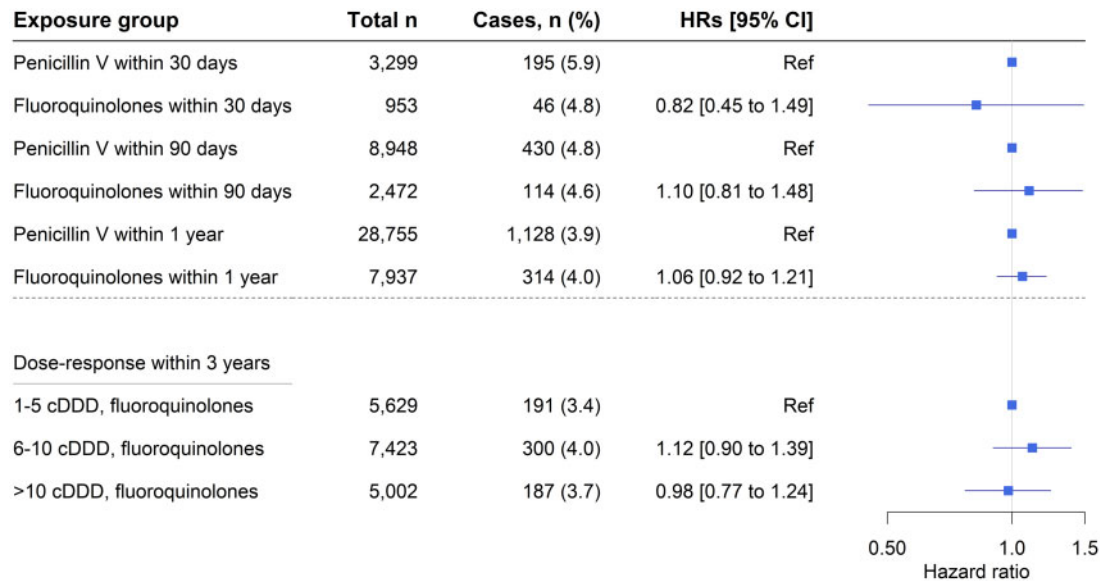 Exposure group Total n Cases, n (%) HRs [95% CI]
Penicillin V within 30 days 3,299 195 (5.9) Ref
Fluoroquinolones within 30 days 953 46 (4.8) 0.82 [0.45 to 1.49]
Penicillin V within 90 days 8,948 430 (4.8) Ref
Fluoroquinolones within 90 days 2,472 114 (4.6) 1.10 [0.81 to 1.48]
Penicillin V within 1 year 28,755 1,128 (3.9) Ref
Fluoroquinolones within 1 year 7,937 314 (4.0) 1.06 [0.92 to 1.21]
Dose-response within 3 years
1-5 cDDD, fluoroquinolones 5,629 191 (3.4) Ref
6-10 cDDD, fluoroquinolones 7,423 300 (4.0) 1.12 [0.90 to 1.39]
>10 cDDD, fluoroquinolones 5,002 187 (3.7) 0.98 [0.77 to 1.24]
0.50 1.0 1.5
Hazard ratio